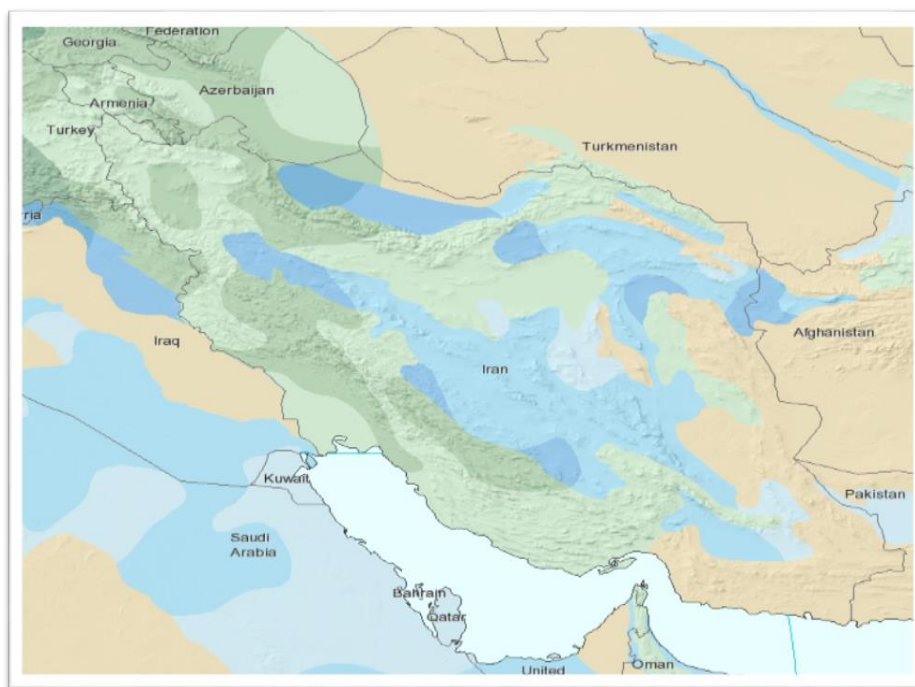 Federation
Georgia
Azerbaijan
Armenia
Turkey
Turkmenistan
ria
Iraq
Afghanistan
Iran
Kuwait
Pakistan
Saudi
Arabia
Bahrain
Qatar
United
Oman